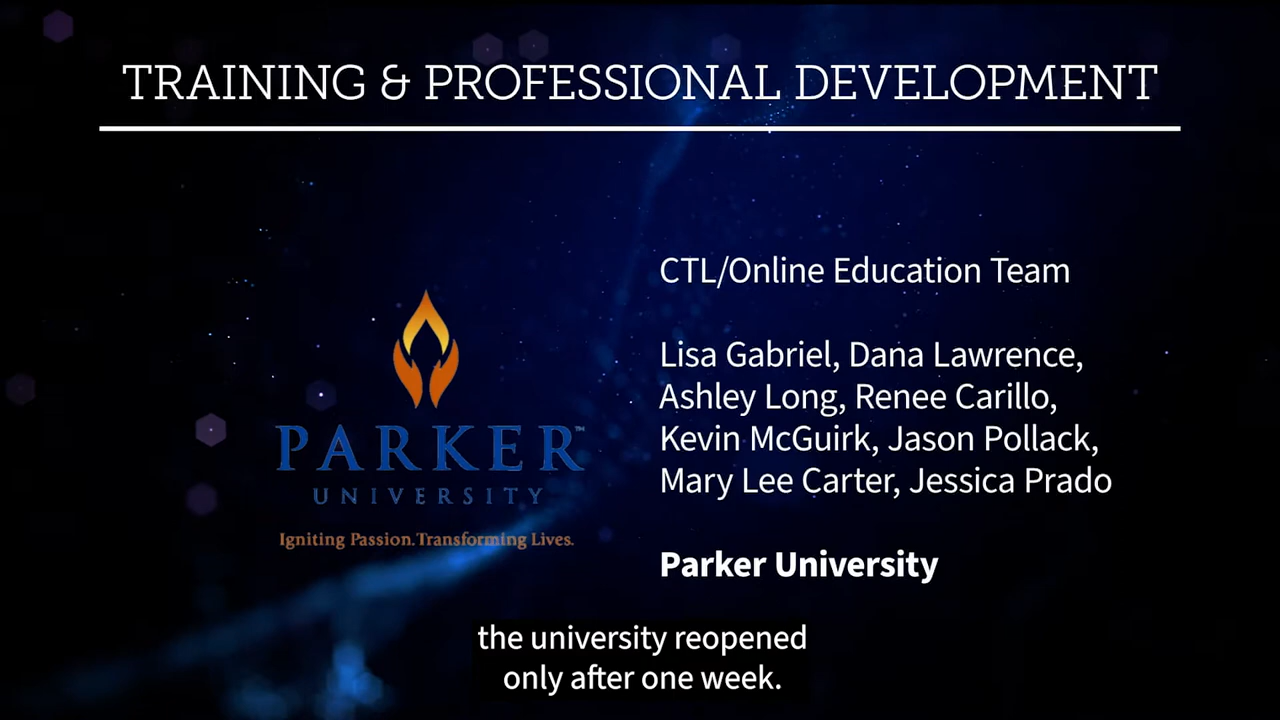 TRAINING & PROFESSIONAL DEVELOPMENT
CTL/Online Education Team
Lisa Gabriel, Dana Lawrence,
Ashley Long, Renee Carillo,
Kevin McGuirk, Jason Pollack,
Mary Lee Carter, Jessica Prado
PARKER™
UNIVERSITY
Igniting Passion. Transforming Lives.
Parker University
the university reopened
only after one week.